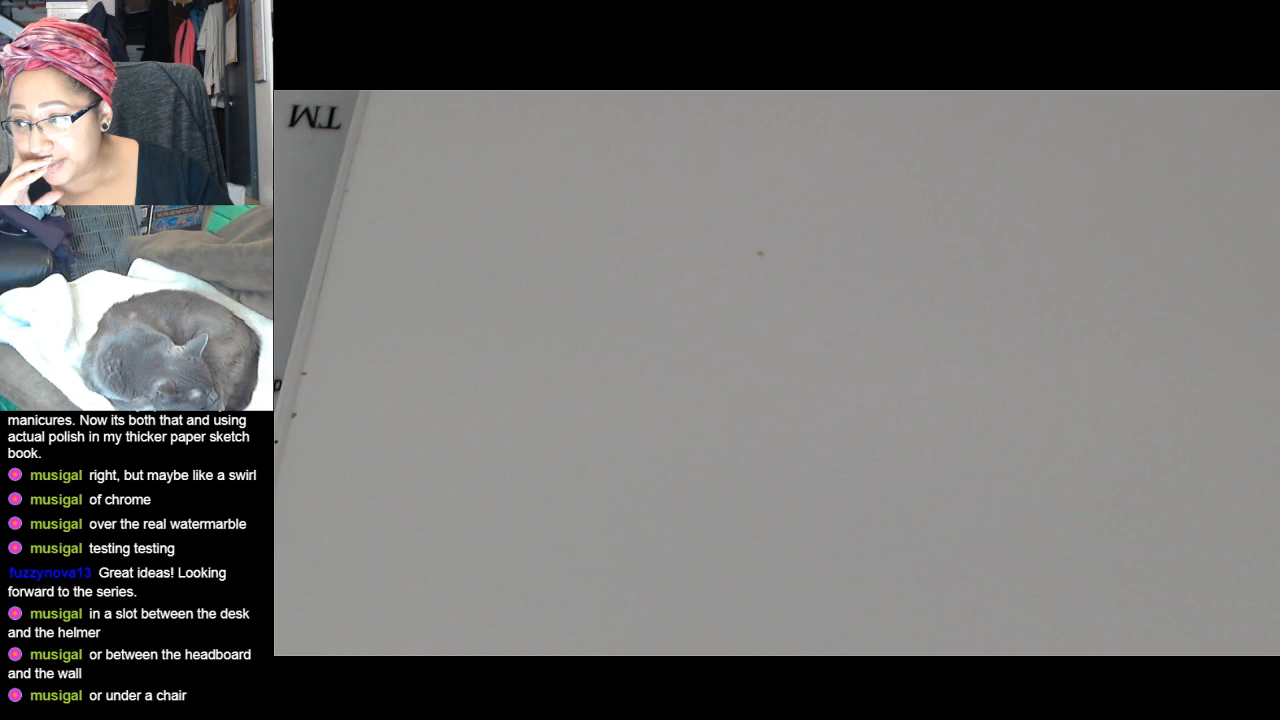 TM
manicures. Now its both that and using
actual polish in my thicker paper sketch
book.
musigal right, but maybe like a swirl
musigal of chrome
musigal over the real watermarble
musigal testing testing
fuzzynova13 Great ideas! Looking
forward to the series.
musigal in a slot between the desk
and the helmer
musigal or between the headboard
and the wall
musigal or under a chair